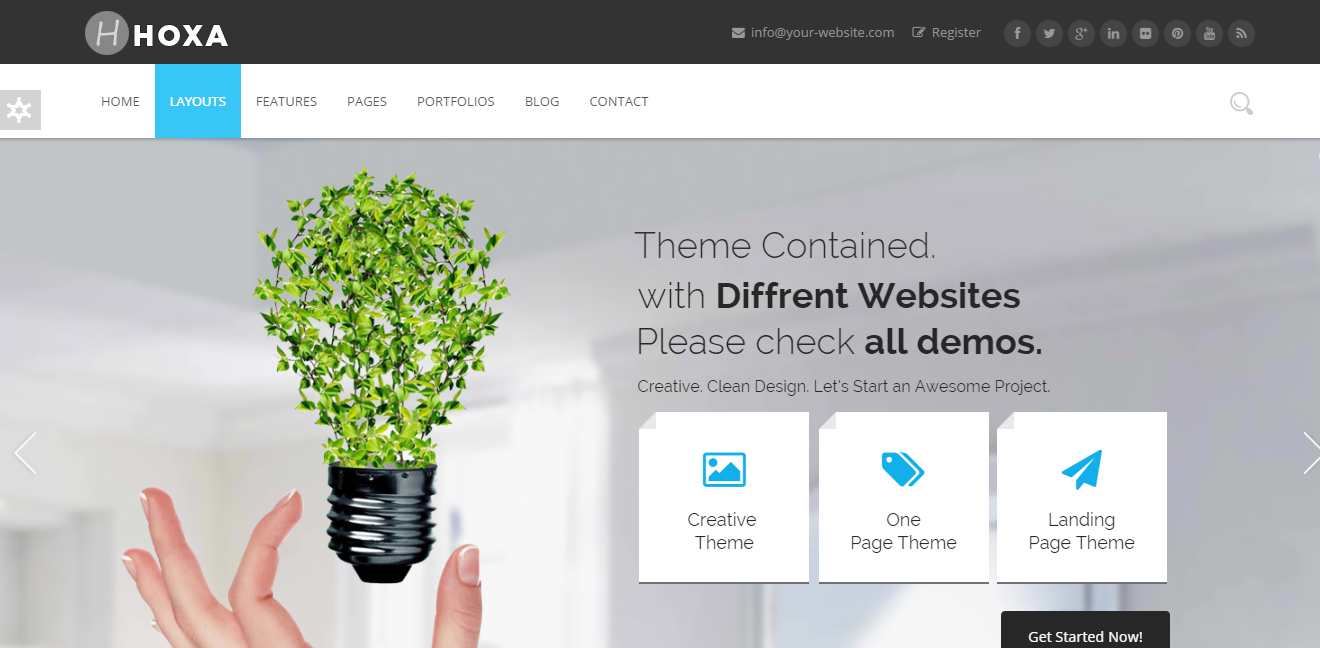 H HOXA
info@your-website.com Register
HOME LAYOUTS FEATURES PAGES PORTFOLIOS BLOG CONTACT
Theme Contained.
with Diffrent Websites
Please check all demos.
Creative. Clean Design. Let's Start an Awesome Project.
Creative
Theme
One
Page Theme
Landing
Page Theme
Get Started Now!